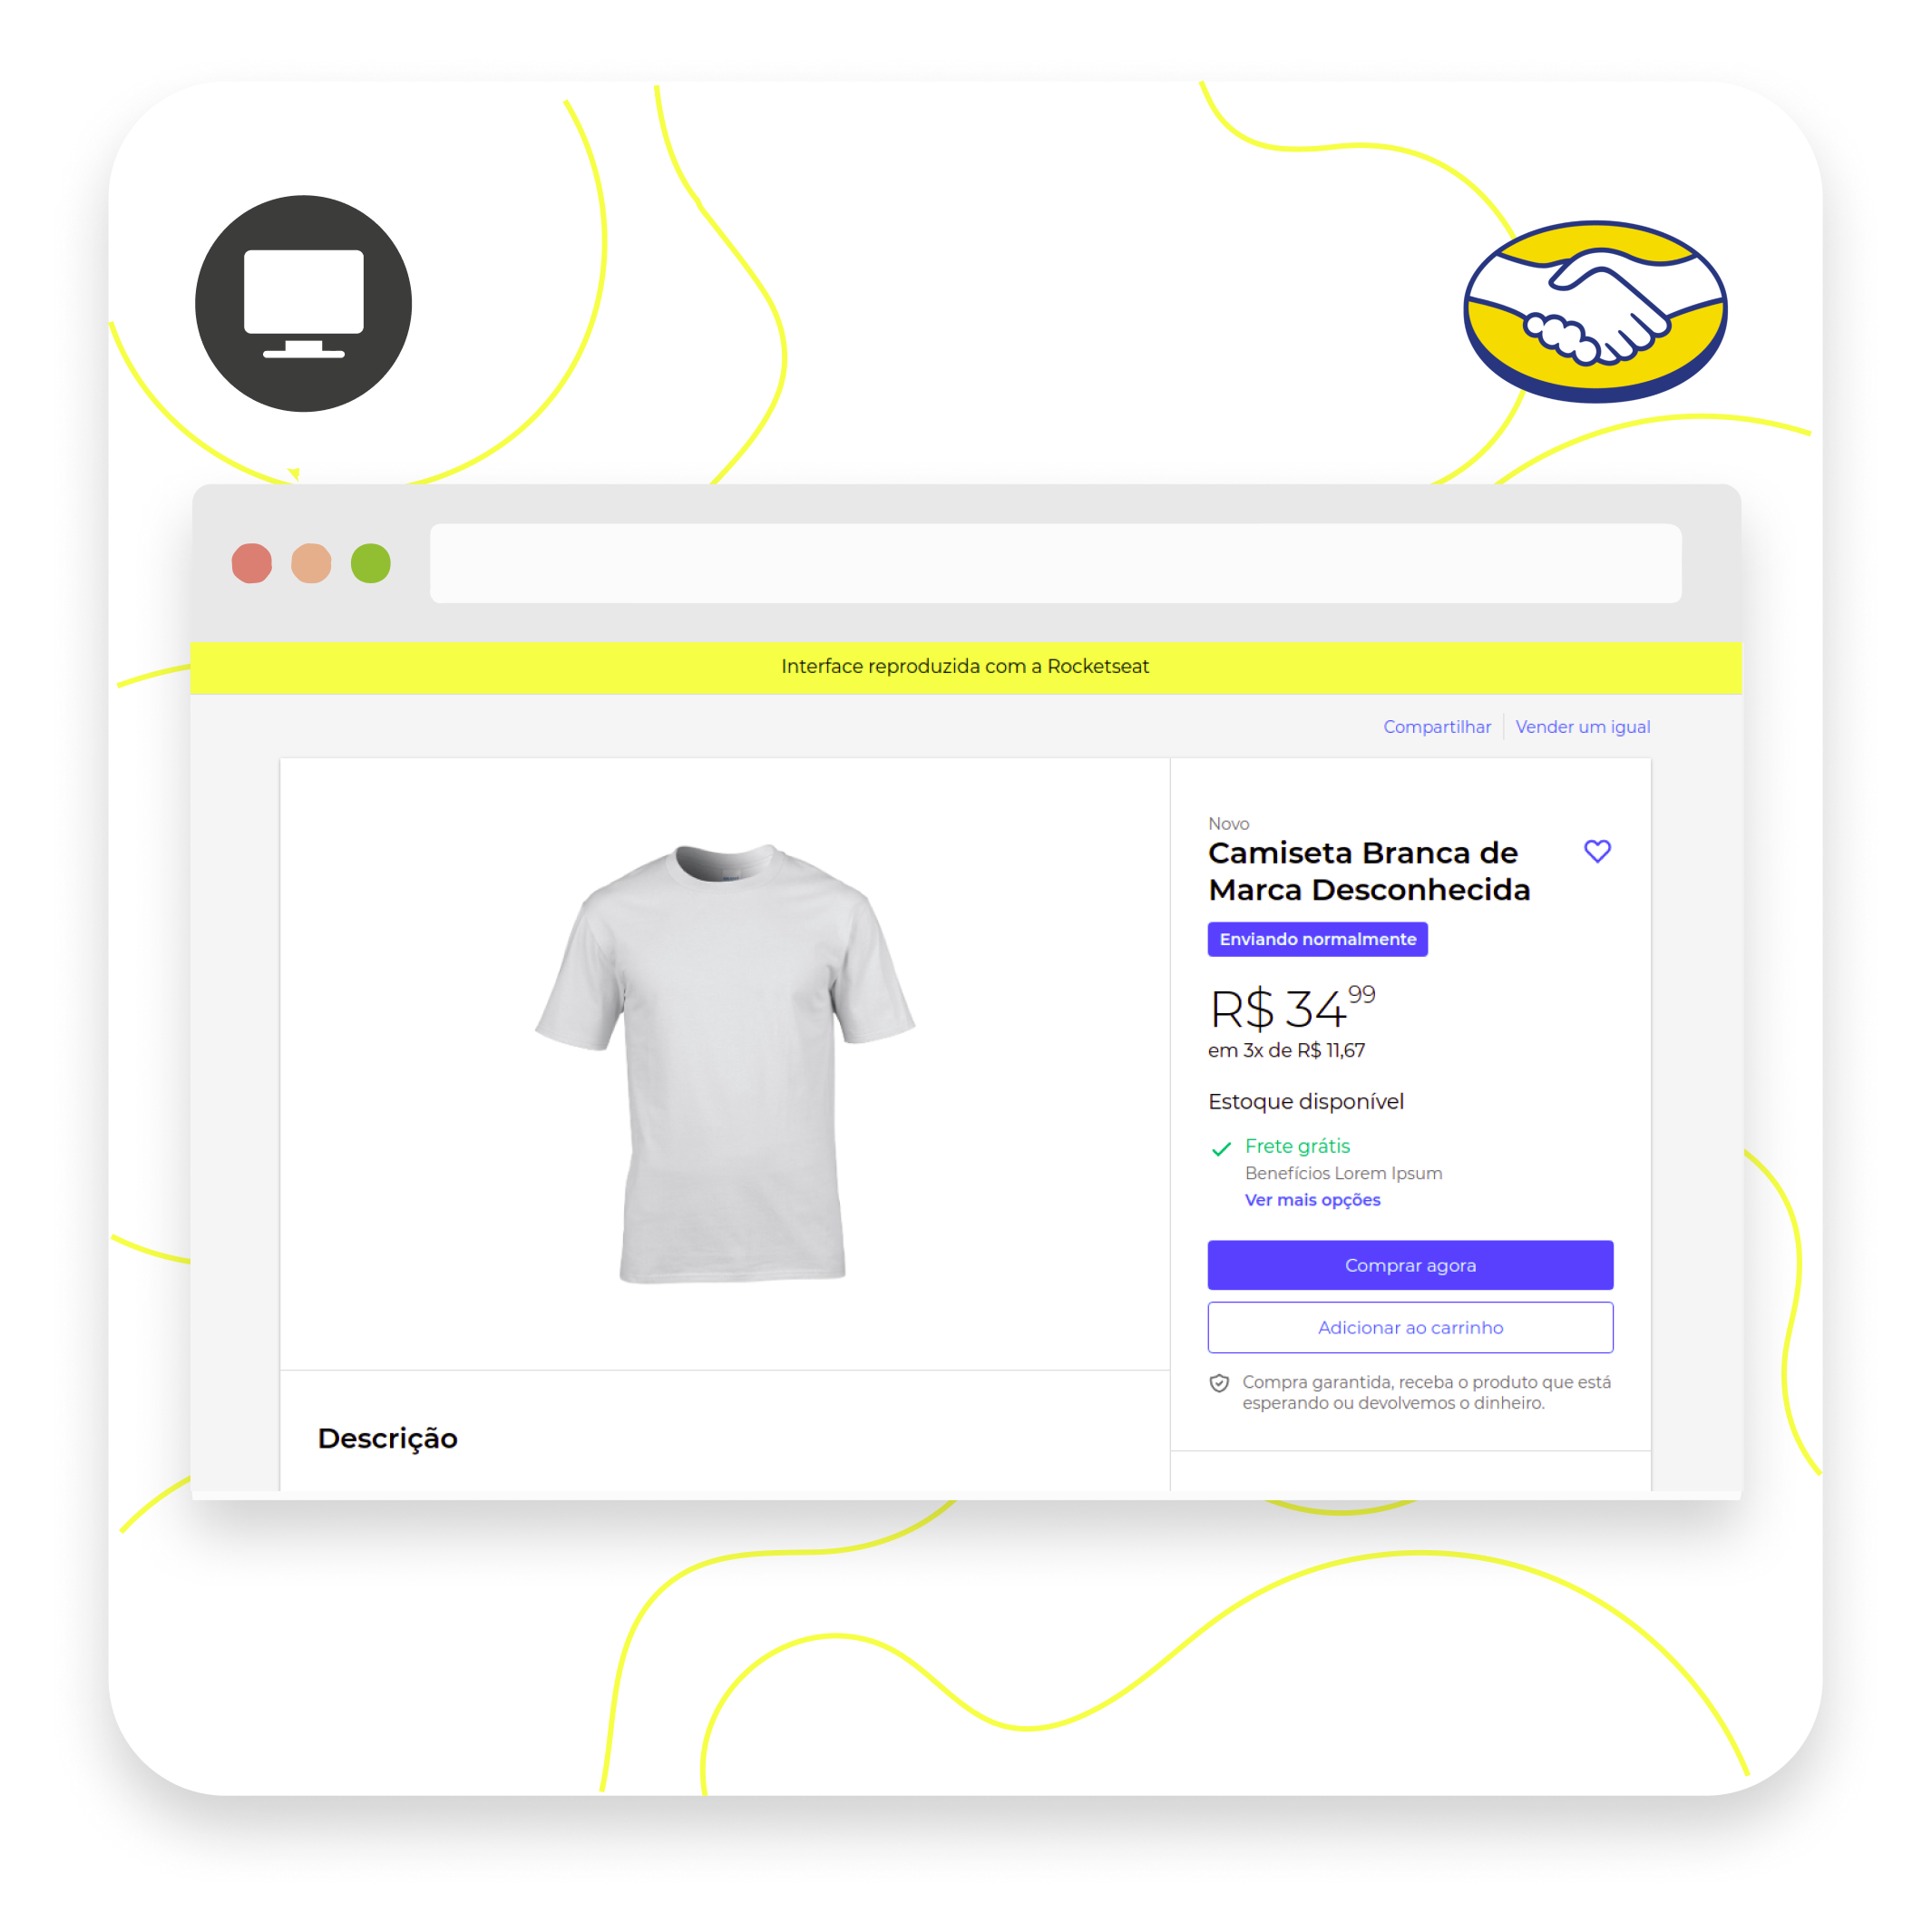 Interface reproduzida com a Rocketseat
Compartilhar
Vender um igual
Novo
Camiseta Branca de
Marca Desconhecida
Enviando normalmente
R$ 34 99
em 3x de R$ 11,67
Estoque disponível
Frete grátis
Benefícios Lorem Ipsum
Ver mais opções
Comprar agora
Adicionar ao carrinho
Compra garantida, receba o produto que está
esperando ou devolvemos o dinheiro.
Descrição